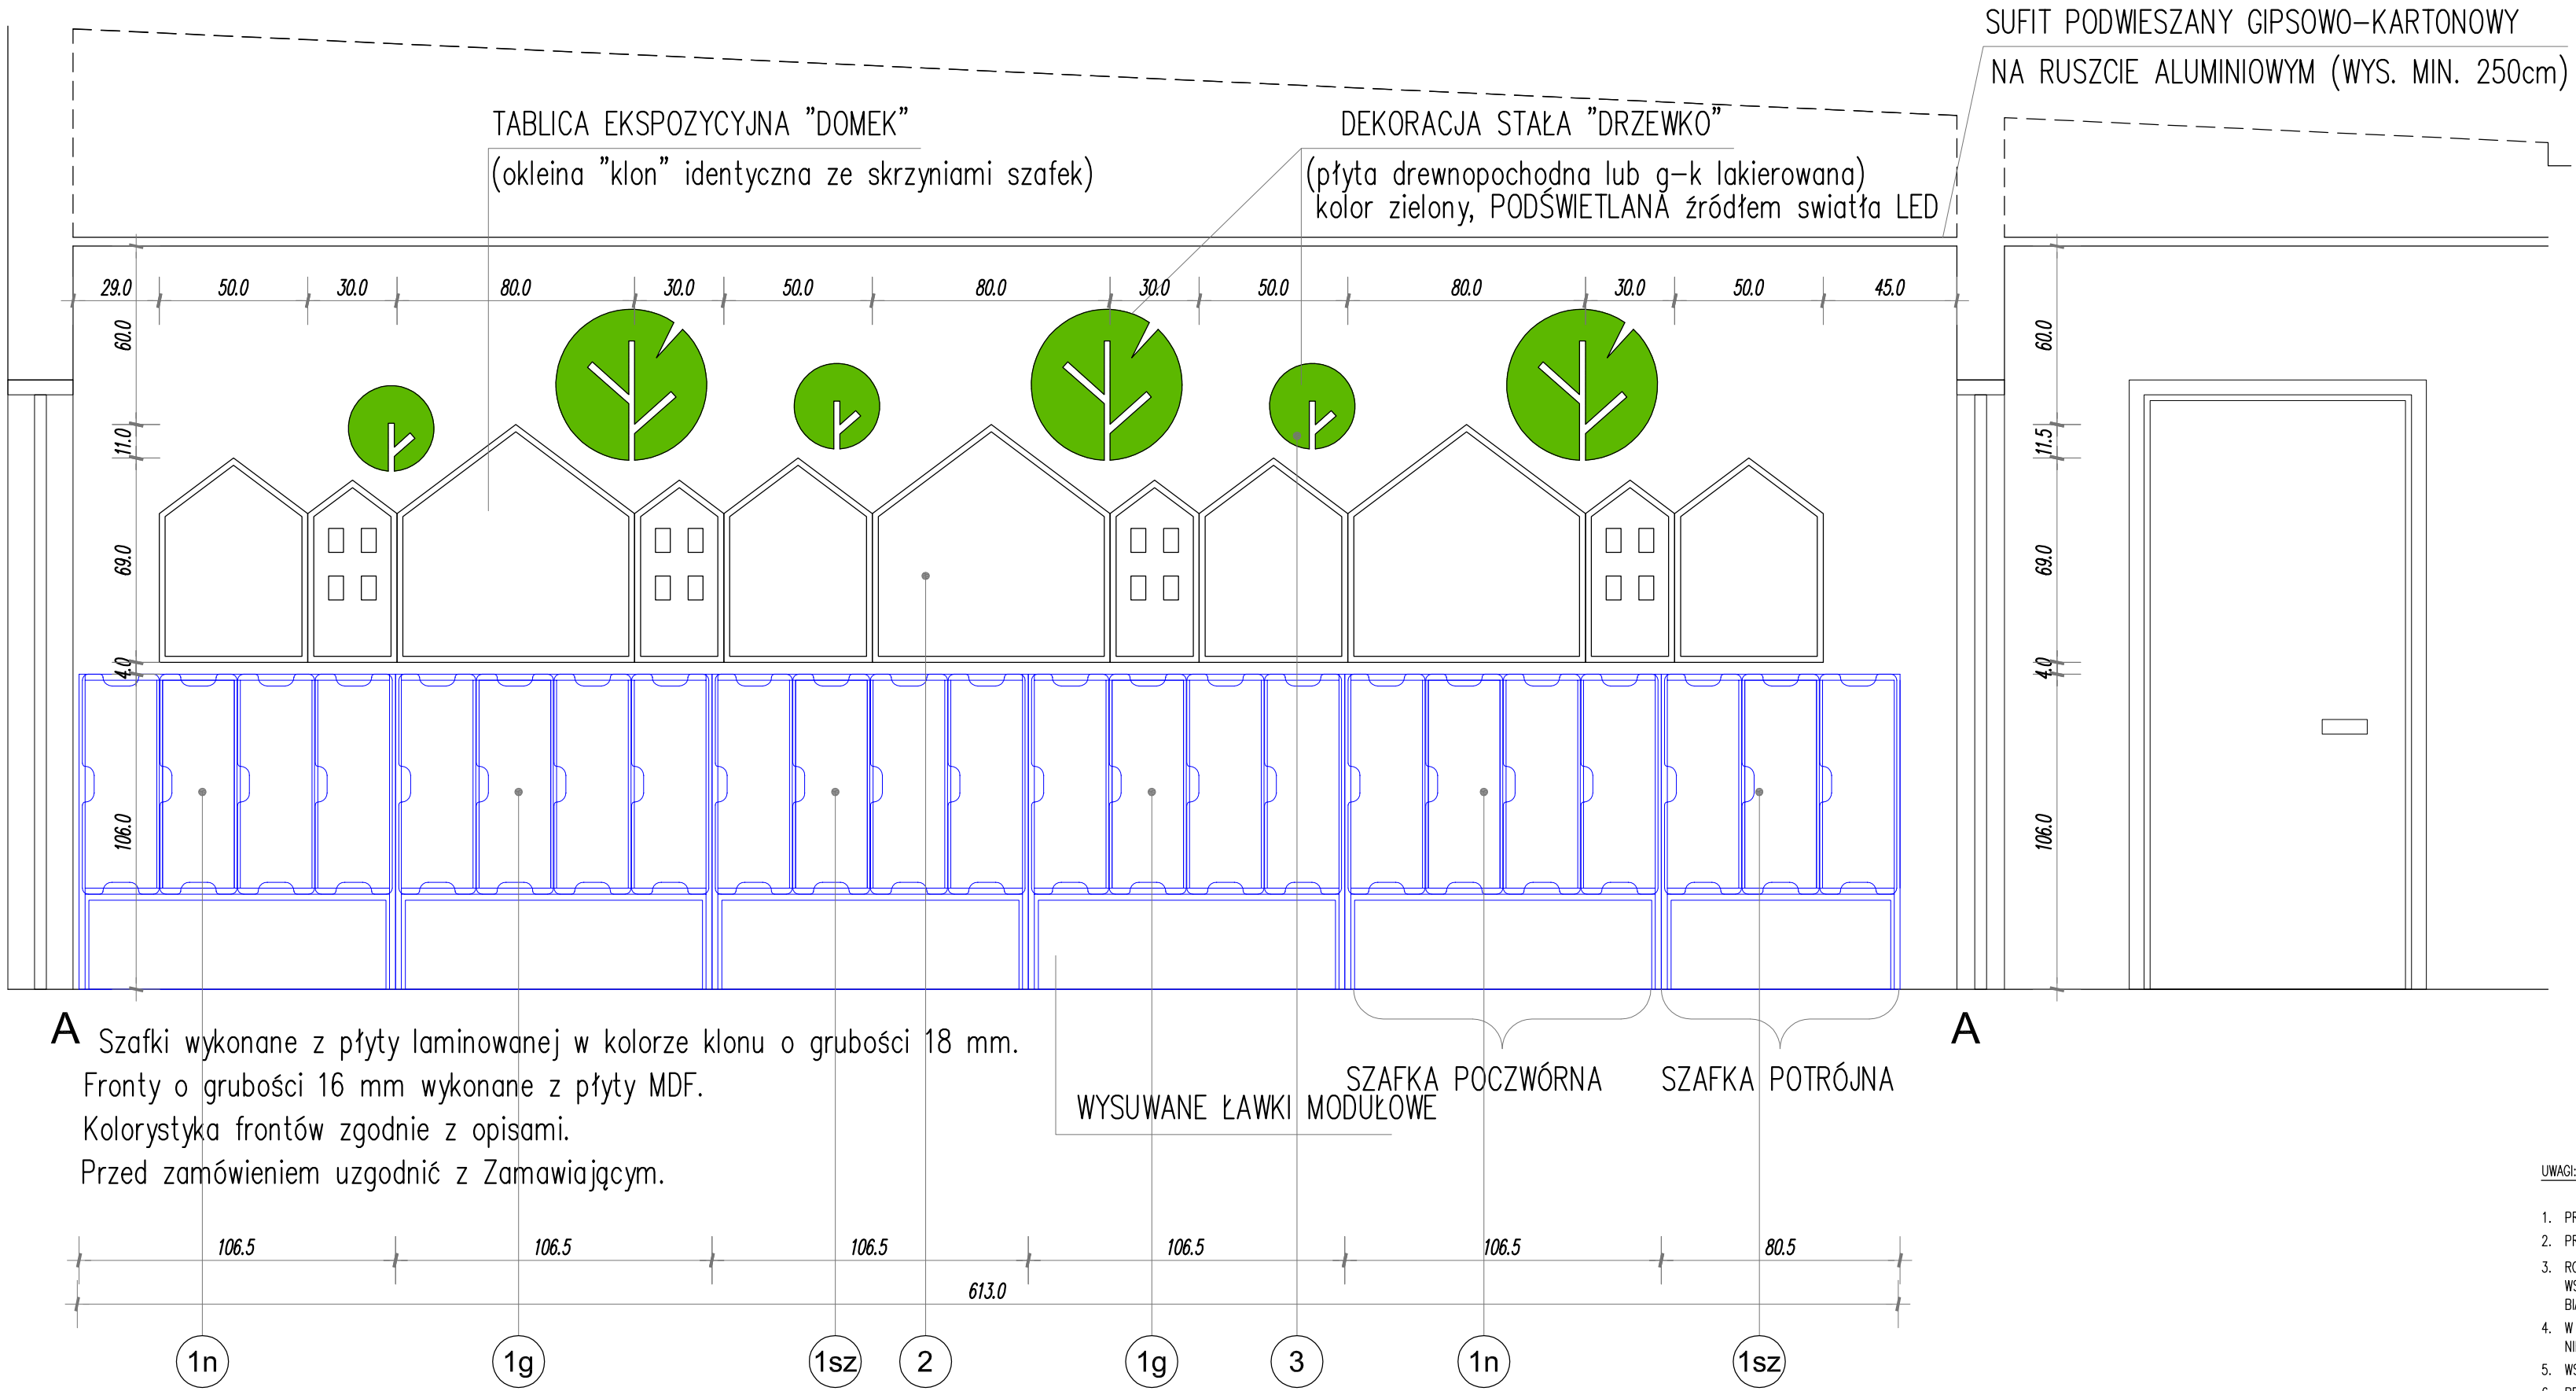 SUFIT PODWIESZANY GIPSOWO-KARTONOWY
NA RUSZCIE ALUMINIOWYM (WYS. MIN. 250cm)
TABLICA EKSPOZYCYJNA "DOMEK"
(okleina "klon" identyczna ze skrzyniami szafek)
DEKORACJA STAŁA "DRZEWKO"
(płyta drewnopochodna lub g-k lakierowana)
kolor zielony, PODŚWIETLANA źródłem swiatła LED
29.0 50.0 30.0 80.0 30.0 50.0 80.0 30.0 50.0 80.0 30.0 50.0 45.0
60.0
11.0
69.0
4.0
106.0
60.0
11.5
69.0
4.0
106.0
A
A
Szafki wykonane z płyty laminowanej w kolorze klonu o grubości 18 mm.
Fronty o grubości 16 mm wykonane z płyty MDF.
Kolorystyka frontów zgodnie z opisami.
Przed zamówieniem uzgodnić z Zamawiającym.
WYSUWANE ŁAWKI MODUŁOWE
SZAFKA POCZWÓRNA
SZAFKA POTRÓJNA
106.5 106.5 106.5 106.5 106.5 80.5
613.0
1n 1g 1sz 2 1g 3 1n 1sz
UWAGI:
1.
2.
3.
4. W
5.